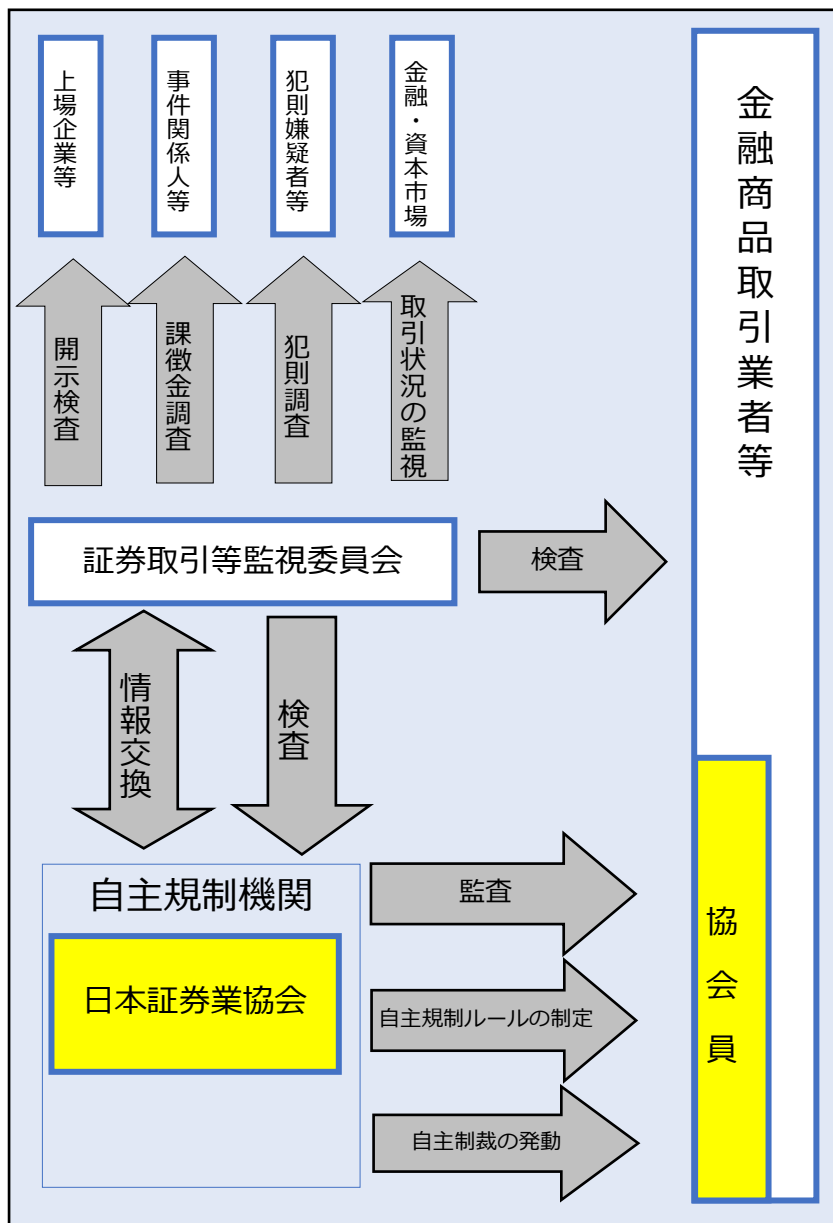 上場企業等
事件関係人等
犯則嫌疑者等
金融・資本市場
金融商品取引業者等
開示検査
課徴金調査
犯則調査
取引状況の監視
証券取引等監視委員会
検査
情報交換
検査
自主規制機関
日本証券業協会
監査
自主規制ルールの制定
自主制裁の発動
協会員